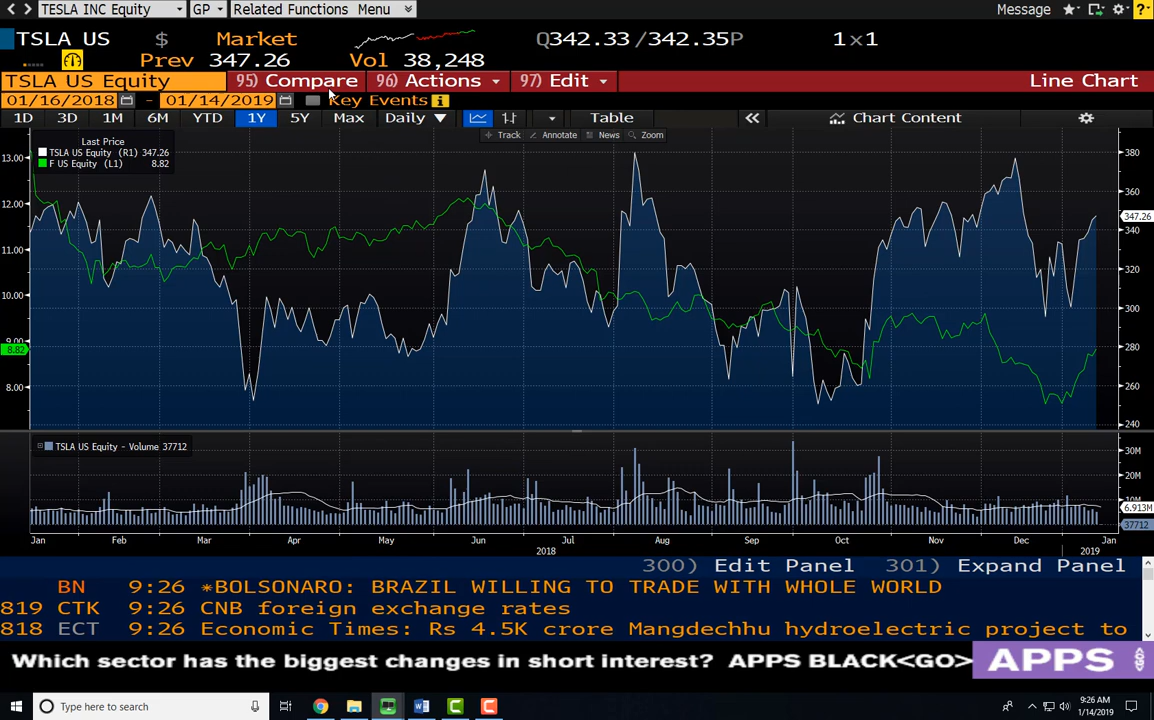 TESLA INC Equity GP Related Functions Menu Message ?
TSLA US $ Market Q342.33 /342.35P 1×1
Prev 347.26 Vol 38,248
TSLA US Equity 95) Compare 96) Actions 97) Edit Line Chart
01/16/2018 - 01/14/2019 Key Events i
1D 3D 1M 6M YTD 1Y 5Y Max Daily Table Chart Content
Track Annotate News Zoom
Last Price
TSLA US Equity (R1) 347.26
F US Equity (L1) 8.82
13.00
12.00
11.00
10.00
9.00
8.82
8.00
380
360
347.26
340
320
300
280
260
240
TSLA US Equity - Volume 37712
30M
20M
10M
6.913M
37712
Jan Feb Mar Apr May Jun Jul Aug Sep Oct Nov Dec Jan
2018 2019
300) Edit Panel 301) Expand Panel
BN 9:26 *BOLSONARO: BRAZIL WILLING TO TRADE WITH WHOLE WORLD
819 CTK 9:26 CNB foreign exchange rates
818 ECT 9:26 Economic Times: Rs 4.5K crore Mangdechhu hydroelectric project to
Which sector has the biggest changes in short interest? APPS BLACK<GO> APPS
Type here to search
9:26 AM
1/14/2019